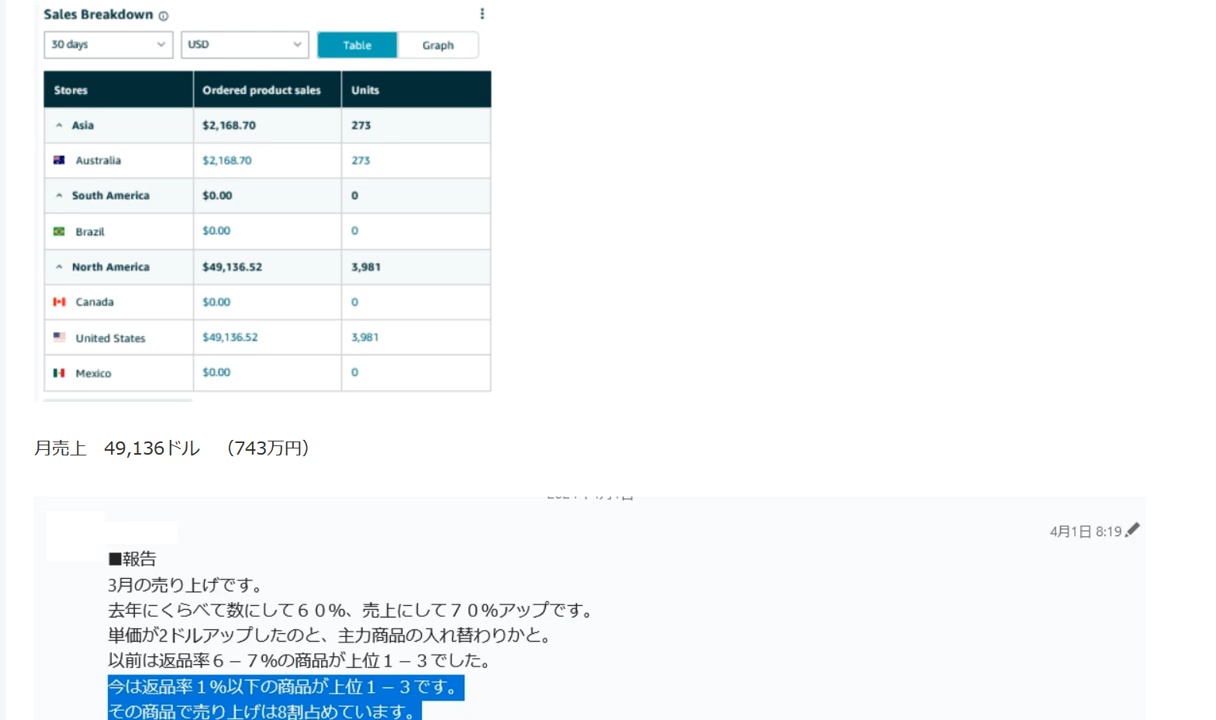 Sales Breakdown
30 days USD Table Graph
Stores Ordered product sales Units
Asia $2,168.70 273
Australia $2,168.70 273
South America $0.00 0
Brazil $0.00 0
North America $49,136.52 3,981
Canada $0.00 0
United States $49,136.52 3,981
Mexico $0.00 0
月売上 49,136ドル （743万円）
4月1日 8:19
■報告
3月の売り上げです。
去年にくらべて数にして６０％、売上にして７０％アップです。
単価が2ドルアップしたのと、主力商品の入れ替わりかと。
以前は返品率６－７％の商品が上位１－３でした。
今は返品率１％以下の商品が上位１－３です。
その商品で売り上げは8割占めています。